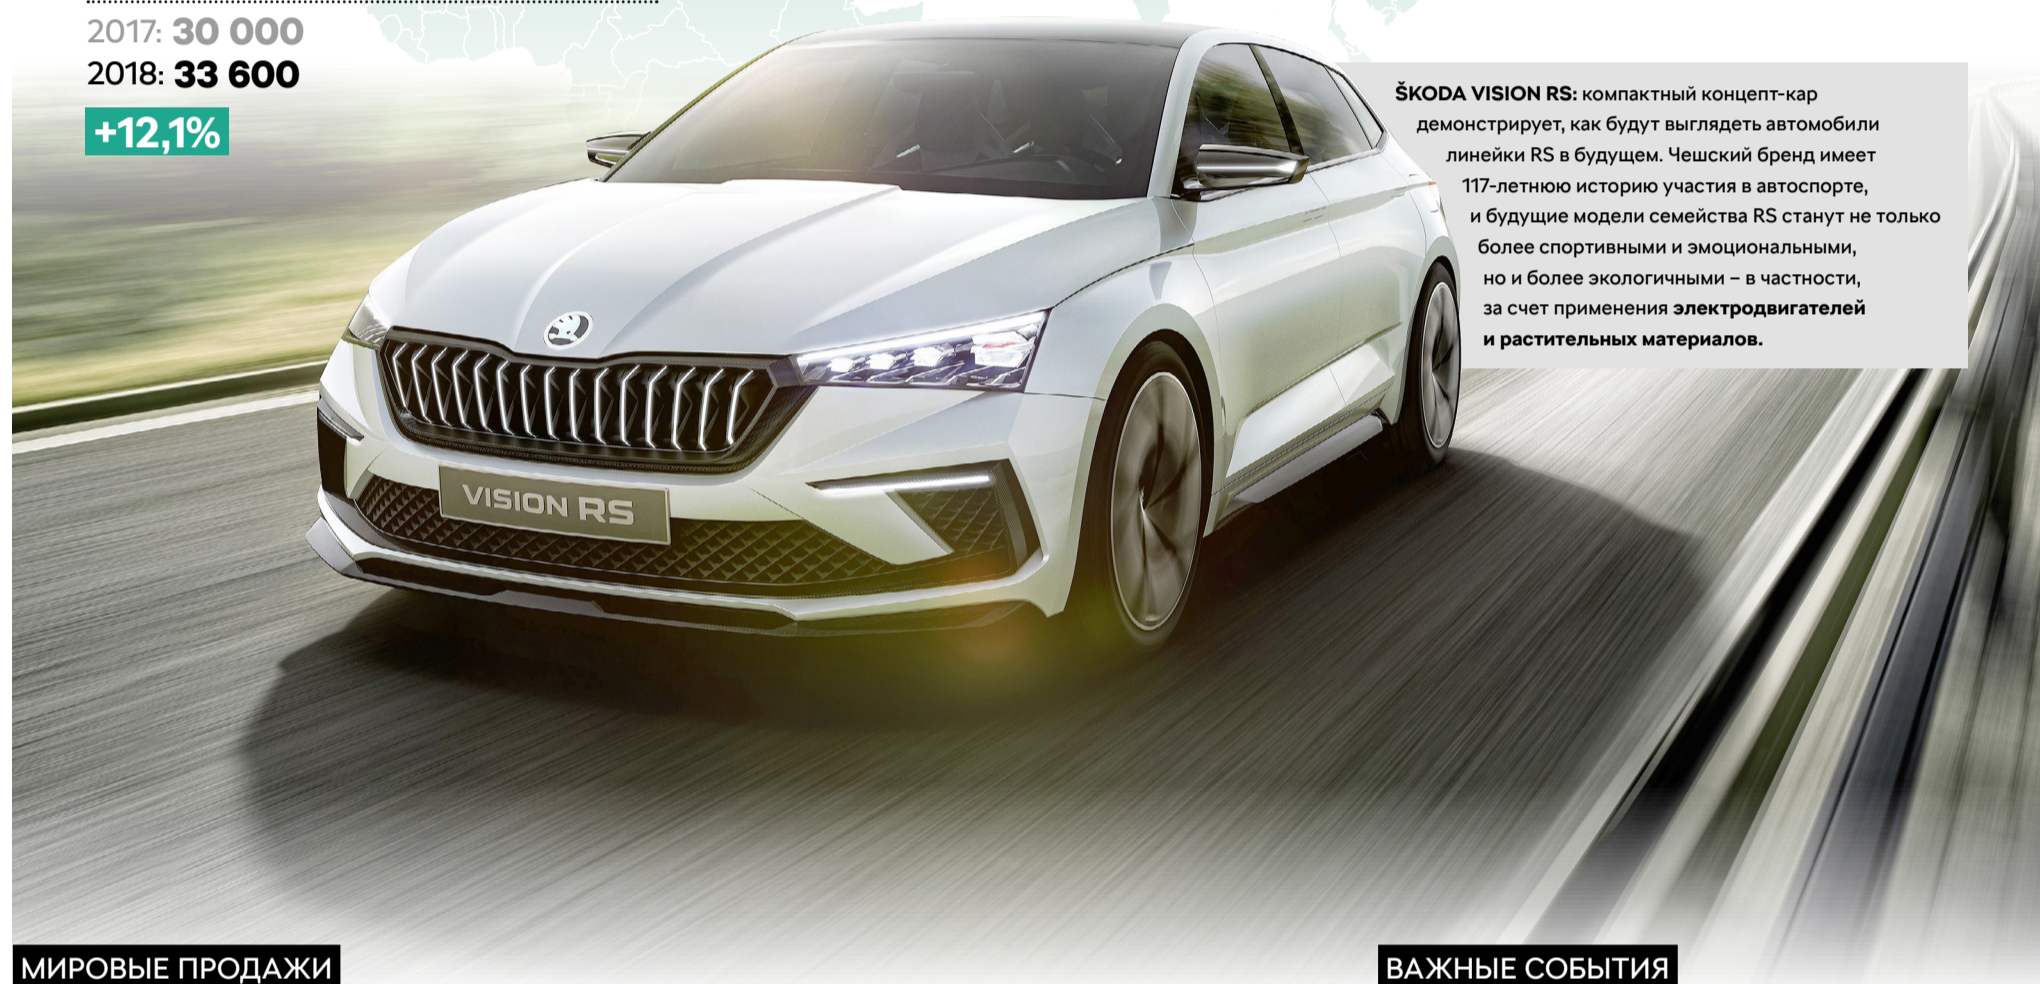 2017: 30 000
2018: 33 600
+12,1%
ŠKODA VISION RS: компактный концепт-кар
демонстрирует, как будут выглядеть автомобили
линейки RS в будущем. Чешский бренд имеет
117-летнюю историю участия в автоспорте,
и будущие модели семейства RS станут не только
более спортивными и эмоциональными,
но и более экологичными – в частности,
за счет применения электродвигателей
и растительных материалов.
VISION RS
МИРОВЫЕ ПРОДАЖИ
ВАЖНЫЕ СОБЫТИЯ